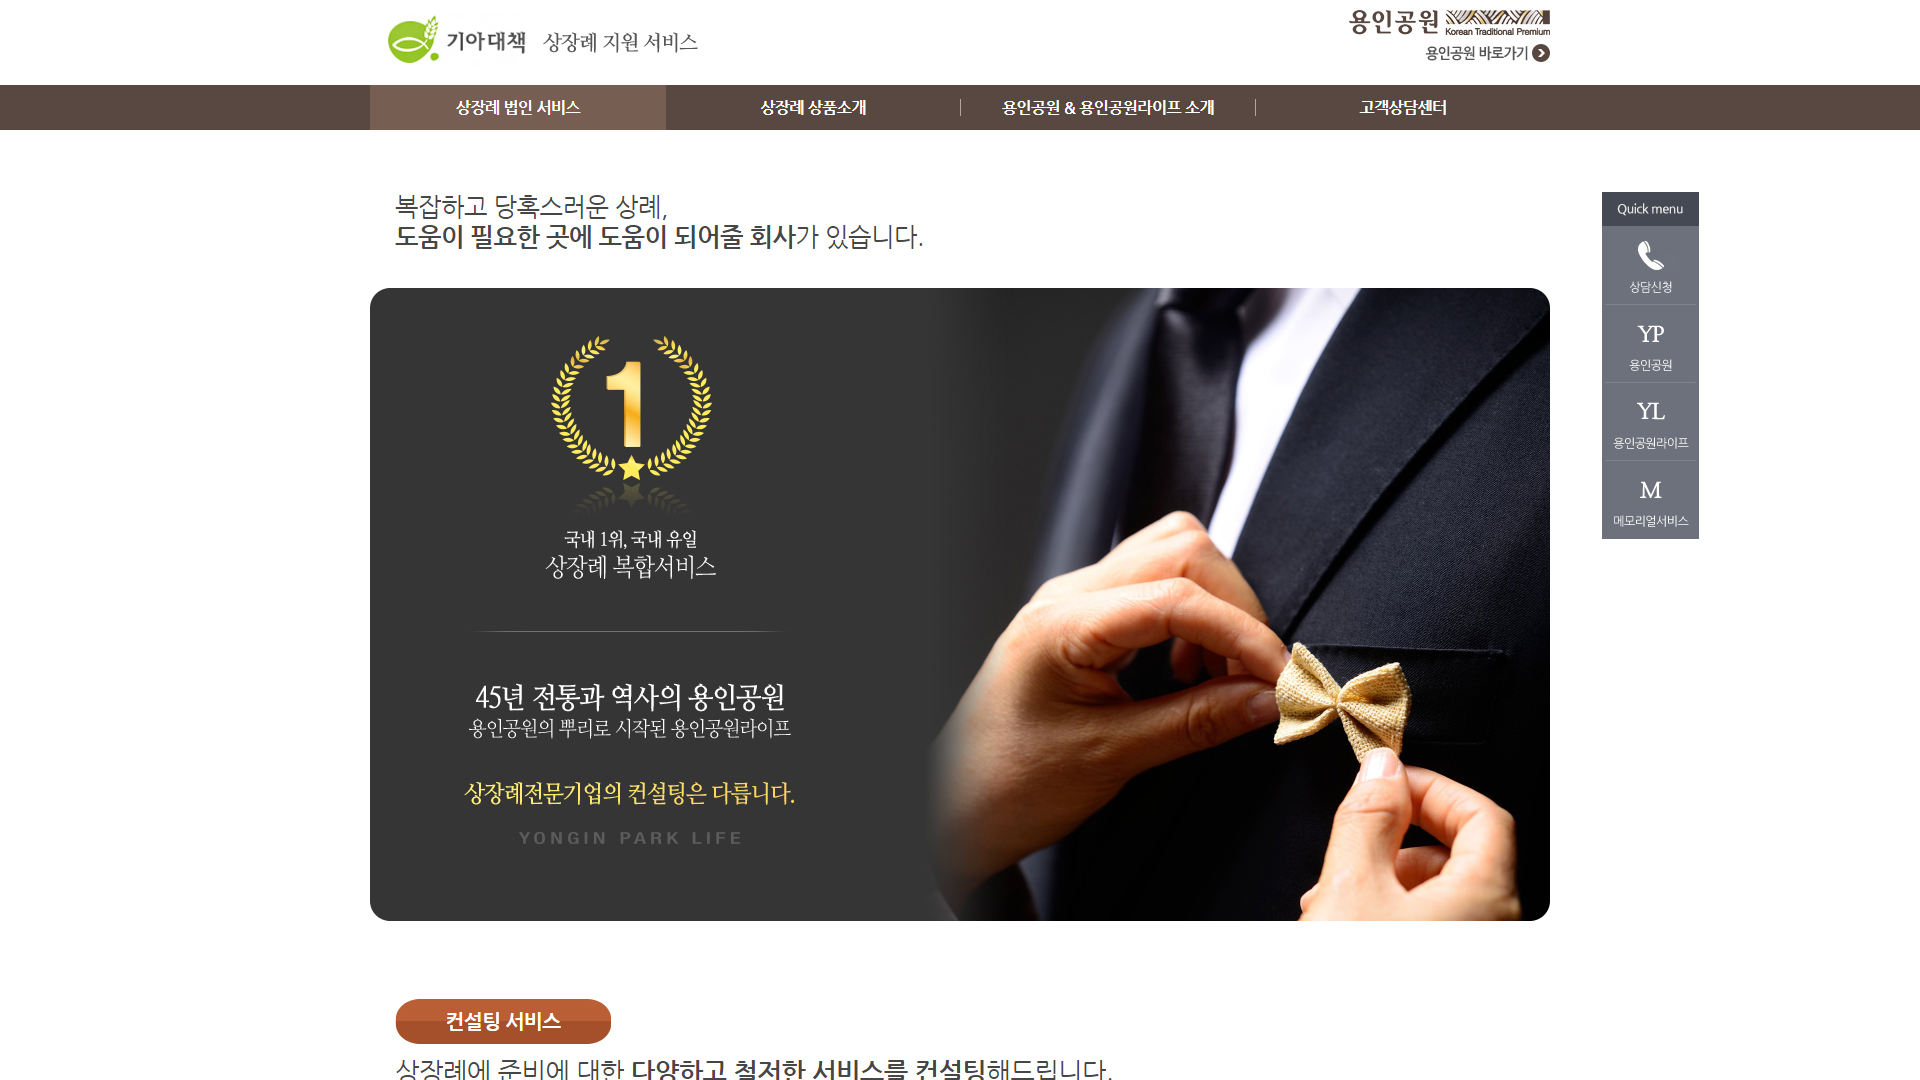 기아대책 상장례 지원 서비스
용인공원 Korean Traditional Premium
용인공원 바로가기
상장례 법인 서비스
상장례 상품소개
용인공원 & 용인공원라이프 소개
고객상담센터
복잡하고 당혹스러운 상례,
도움이 필요한 곳에 도움이 되어줄 회사가 있습니다.
1
국내 1위, 국내 유일
상장례 복합서비스
45년 전통과 역사의 용인공원
용인공원의 뿌리로 시작된 용인공원라이프
상장례전문기업의 컨설팅은 다릅니다.
YONGIN PARK LIFE
Quick menu
상담신청
YP
용인공원
YL
용인공원라이프
M
메모리얼서비스
컨설팅 서비스
상장례에 준비에 대한 다양하고 철저한 서비스를 컨설팅해드립니다.